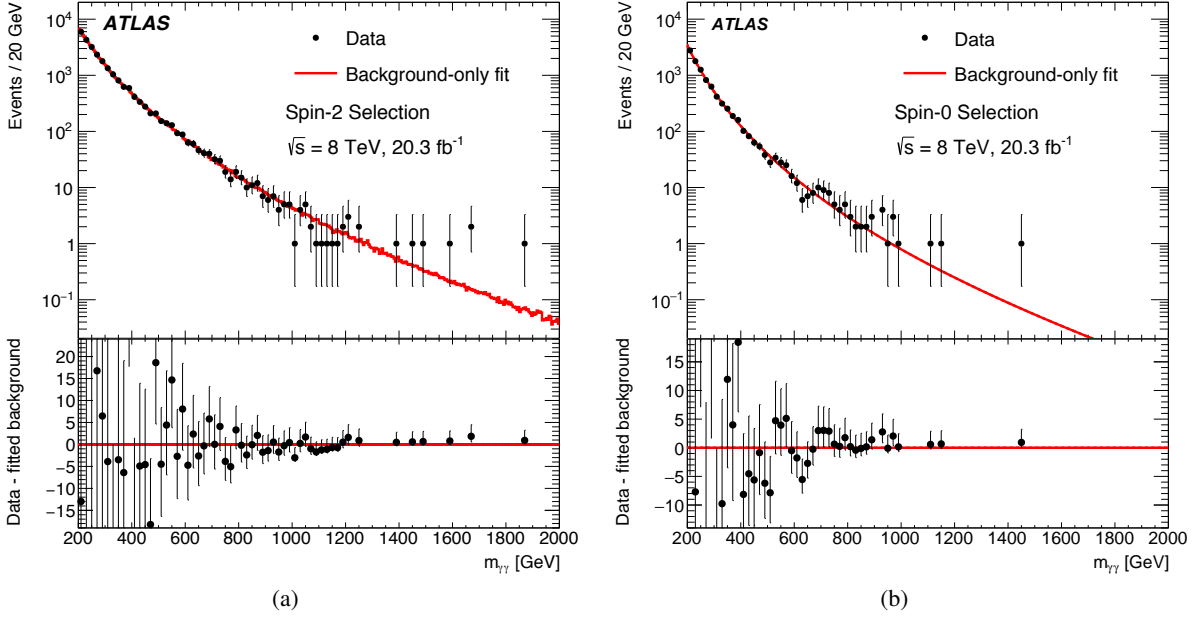 ATLAS
Data
Background-only fit
Spin-2 Selection
√s = 8 TeV, 20.3 fb⁻¹
Events / 20 GeV
10⁴
10³
10²
10
1
10⁻¹
Data - fitted background
20
15
10
5
0
−5
−10
200 400 600 800 1000 1200 1400 1600 1800 2000
mγγ [GeV]
(a)
ATLAS
Data
Background-only fit
Spin-0 Selection
√s = 8 TeV, 20.3 fb⁻¹
Events / 20 GeV
10⁴
10³
10²
10
1
10⁻¹
Data - fitted background
15
10
5
0
−5
−10
200 400 600 800 1000 1200 1400 1600 1800 2000
mγγ [GeV]
(b)